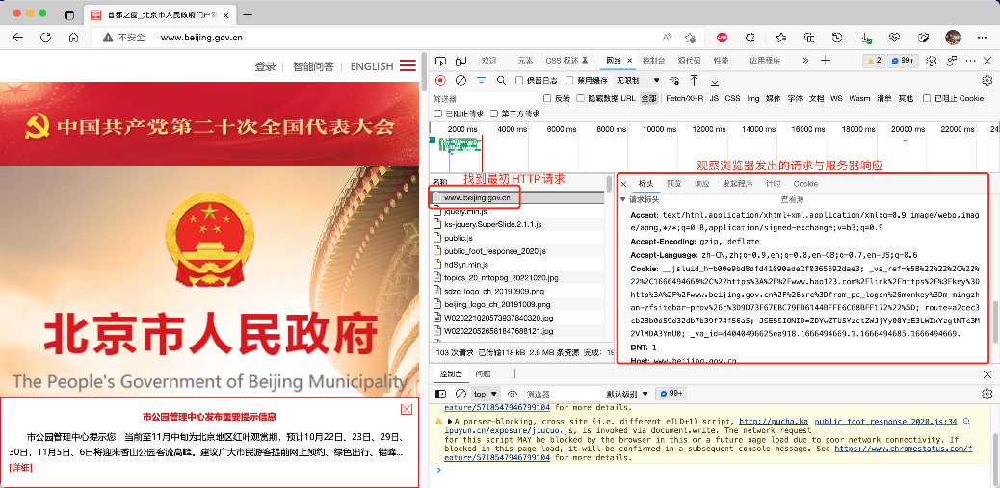 首都之窗_北京市人民政府门户网
不安全 www.beijing.gov.cn
登录 智能问答 ENGLISH
中国共产党第二十次全国代表大会
北京市人民政府
The People's Government of Beijing Municipality
市公园管理中心发布重要提示信息
市公园管理中心提示您：当前至11月中旬为北京地区红叶观赏期，预计10月22日、23日、29日、
30日，11月5日、6日将迎来香山公园客流高峰。建议广大市民游客提前网上预约、绿色出行、错峰...
[详细]
欢迎 元素 CSS 概述 网络 控制台 源代码 性能 应用程序 2 99+
保留日志 禁用缓存 无限制
筛选器 反转 隐藏数据 URL 全部 Fetch/XHR JS CSS Img 媒体 字体 文档 WS Wasm 清单 其他 已阻止 Cookie
已阻止请求 第三方请求
2000 ms 4000 ms 6000 ms 8000 ms 10000 ms 12000 ms 14000 ms 16000 ms 18000 ms 20000 ms 22000 ms 24
观察浏览器发出的请求与服务器响应
名称 找到最初HTTP请求
www.beijing.gov.cn
jquery.min.js
ks-jquery.SuperSlide.2.1.1.js
public.js
public_foot_response_2020.js
hdSyn.min.js
topics_20_mtopbg_20221020.jpg
sdzc_logo_ch_20190909.png
beijing_logo_ch_20191009.png
W020221020573937840320.jpg
W020220526581847688121.jpg
103 次请求 已传输118 kB 2.6 MB 条资源 完成: 19
标头 预览 响应 发起程序 计时 Cookie
请求标头 查看源
Accept: text/html,application/xhtml+xml,application/xml;q=0.9,image/webp,imag
e/apng,*/*;q=0.8,application/signed-exchange;v=b3;q=0.9
Accept-Encoding: gzip, deflate
Accept-Language: zh-CN,zh;q=0.9,en;q=0.8,en-GB;q=0.7,en-US;q=0.6
Cookie: __jsluid_h=b00e9bd8dfd41090ade2f0365692dae3; _va_ref=%5B%22%22%2C%22%
22%2C1666494669%2C%22https%3A%2F%2Fwww.hao123.com%2Flink%2Fhttps%2F%3Fkey%3D
http%3A%2F%2Fwww.beijing.gov.cn%2F%26src%3Dfrom_pc_logon%26monkey%3Dm-mingzh
an-zfsitebar-prov%26c%3D9D73F67EBC79FD6144BFFE6C68BFF172%22%5D; route=a2cec3
cb28b0d59d32db7b39f74f56a5; JSESSIONID=ZDYwZTU5YzctZWJjYy00YzE3LWIxYzgtNTc3M
2VlMDA3YmU0; _va_id=d4040496625ea918.1666494669.1.1666494685.1666494669.
DNT: 1
Host: www.beijing.gov.cn
控制台 问题
top 筛选器 默认级别 99+
eature/5718547946799104 for more details.
A parser-blocking, cross site (i.e. different eTLD+1) script, http://pucha.ka public_foot_response_2020.js:34
ipuyun.cn/exposure/jiucuo.js, is invoked via document.write. The network request
for this script MAY be blocked by the browser in this or a future page load due to poor network connectivity. If
blocked in this page load, it will be confirmed in a subsequent console message. See https://www.chromestatus.com/f
eature/5718547946799104 for more details.